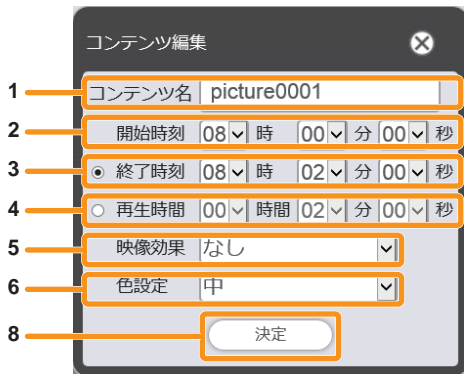 コンテンツ編集
1 コンテンツ名 picture0001
2 開始時刻 08 時 00 分 00 秒
3 終了時刻 08 時 02 分 00 秒
4 再生時間 00 時間 02 分 00 秒
5 映像効果 なし
6 色設定 中
8 決定